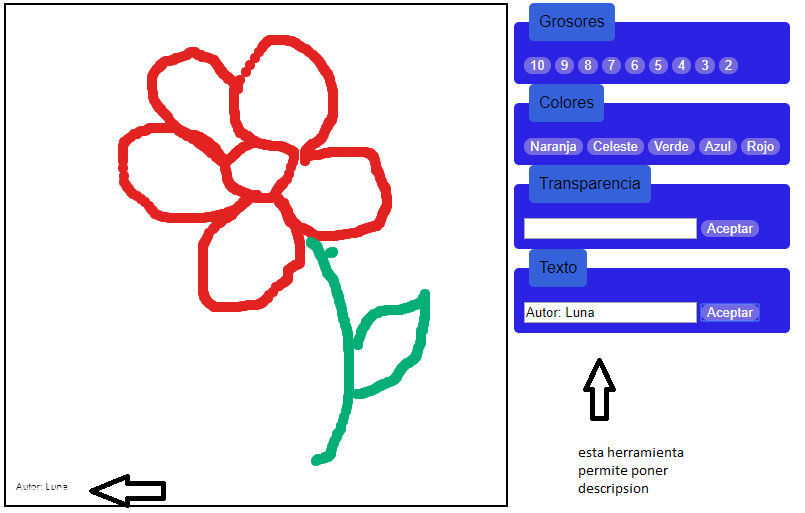 Grosores
10 9 8 7 6 5 4 3 2
Colores
Naranja Celeste Verde Azul Rojo
Transparencia
Aceptar
Texto
Autor: Luna Aceptar
esta herramienta
permite poner
descripsion
Autor: Luna